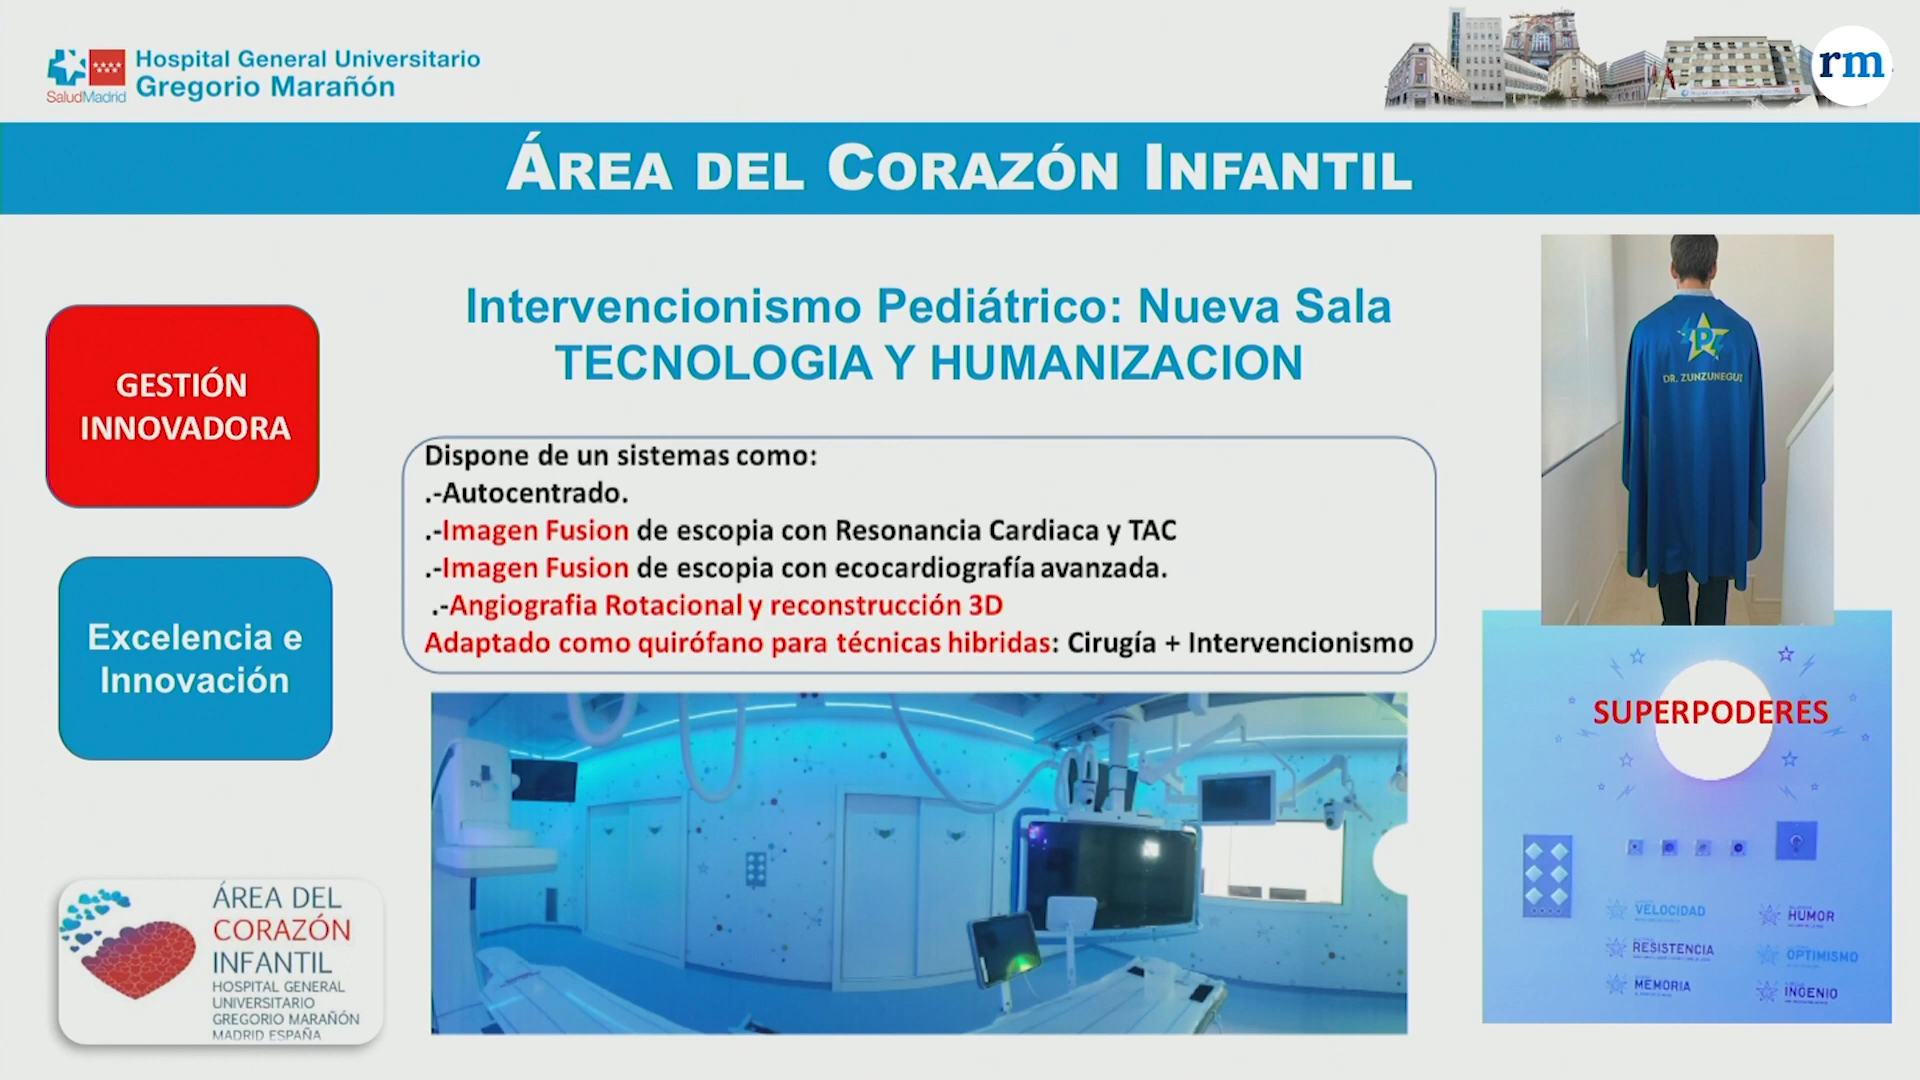 Hospital General Universitario
Gregorio Marañón
SaludMadrid
rm
ÁREA DEL CORAZÓN INFANTIL
Intervencionismo Pediátrico: Nueva Sala
TECNOLOGIA Y HUMANIZACION
GESTIÓN
INNOVADORA
Excelencia e
Innovación
Dispone de un sistemas como:
.-Autocentrado.
.-Imagen Fusion de escopia con Resonancia Cardiaca y TAC
.-Imagen Fusion de escopia con ecocardiografía avanzada.
.-Angiografia Rotacional y reconstrucción 3D
Adaptado como quirófano para técnicas hibridas: Cirugía + Intervencionismo
P
DR. ZUNZUNEGUI
SUPERPODERES
VELOCIDAD
HUMOR
RESISTENCIA
OPTIMISMO
MEMORIA
INGENIO
ÁREA DEL
CORAZÓN
INFANTIL
HOSPITAL GENERAL
UNIVERSITARIO
GREGORIO MARAÑÓN
MADRID ESPAÑA